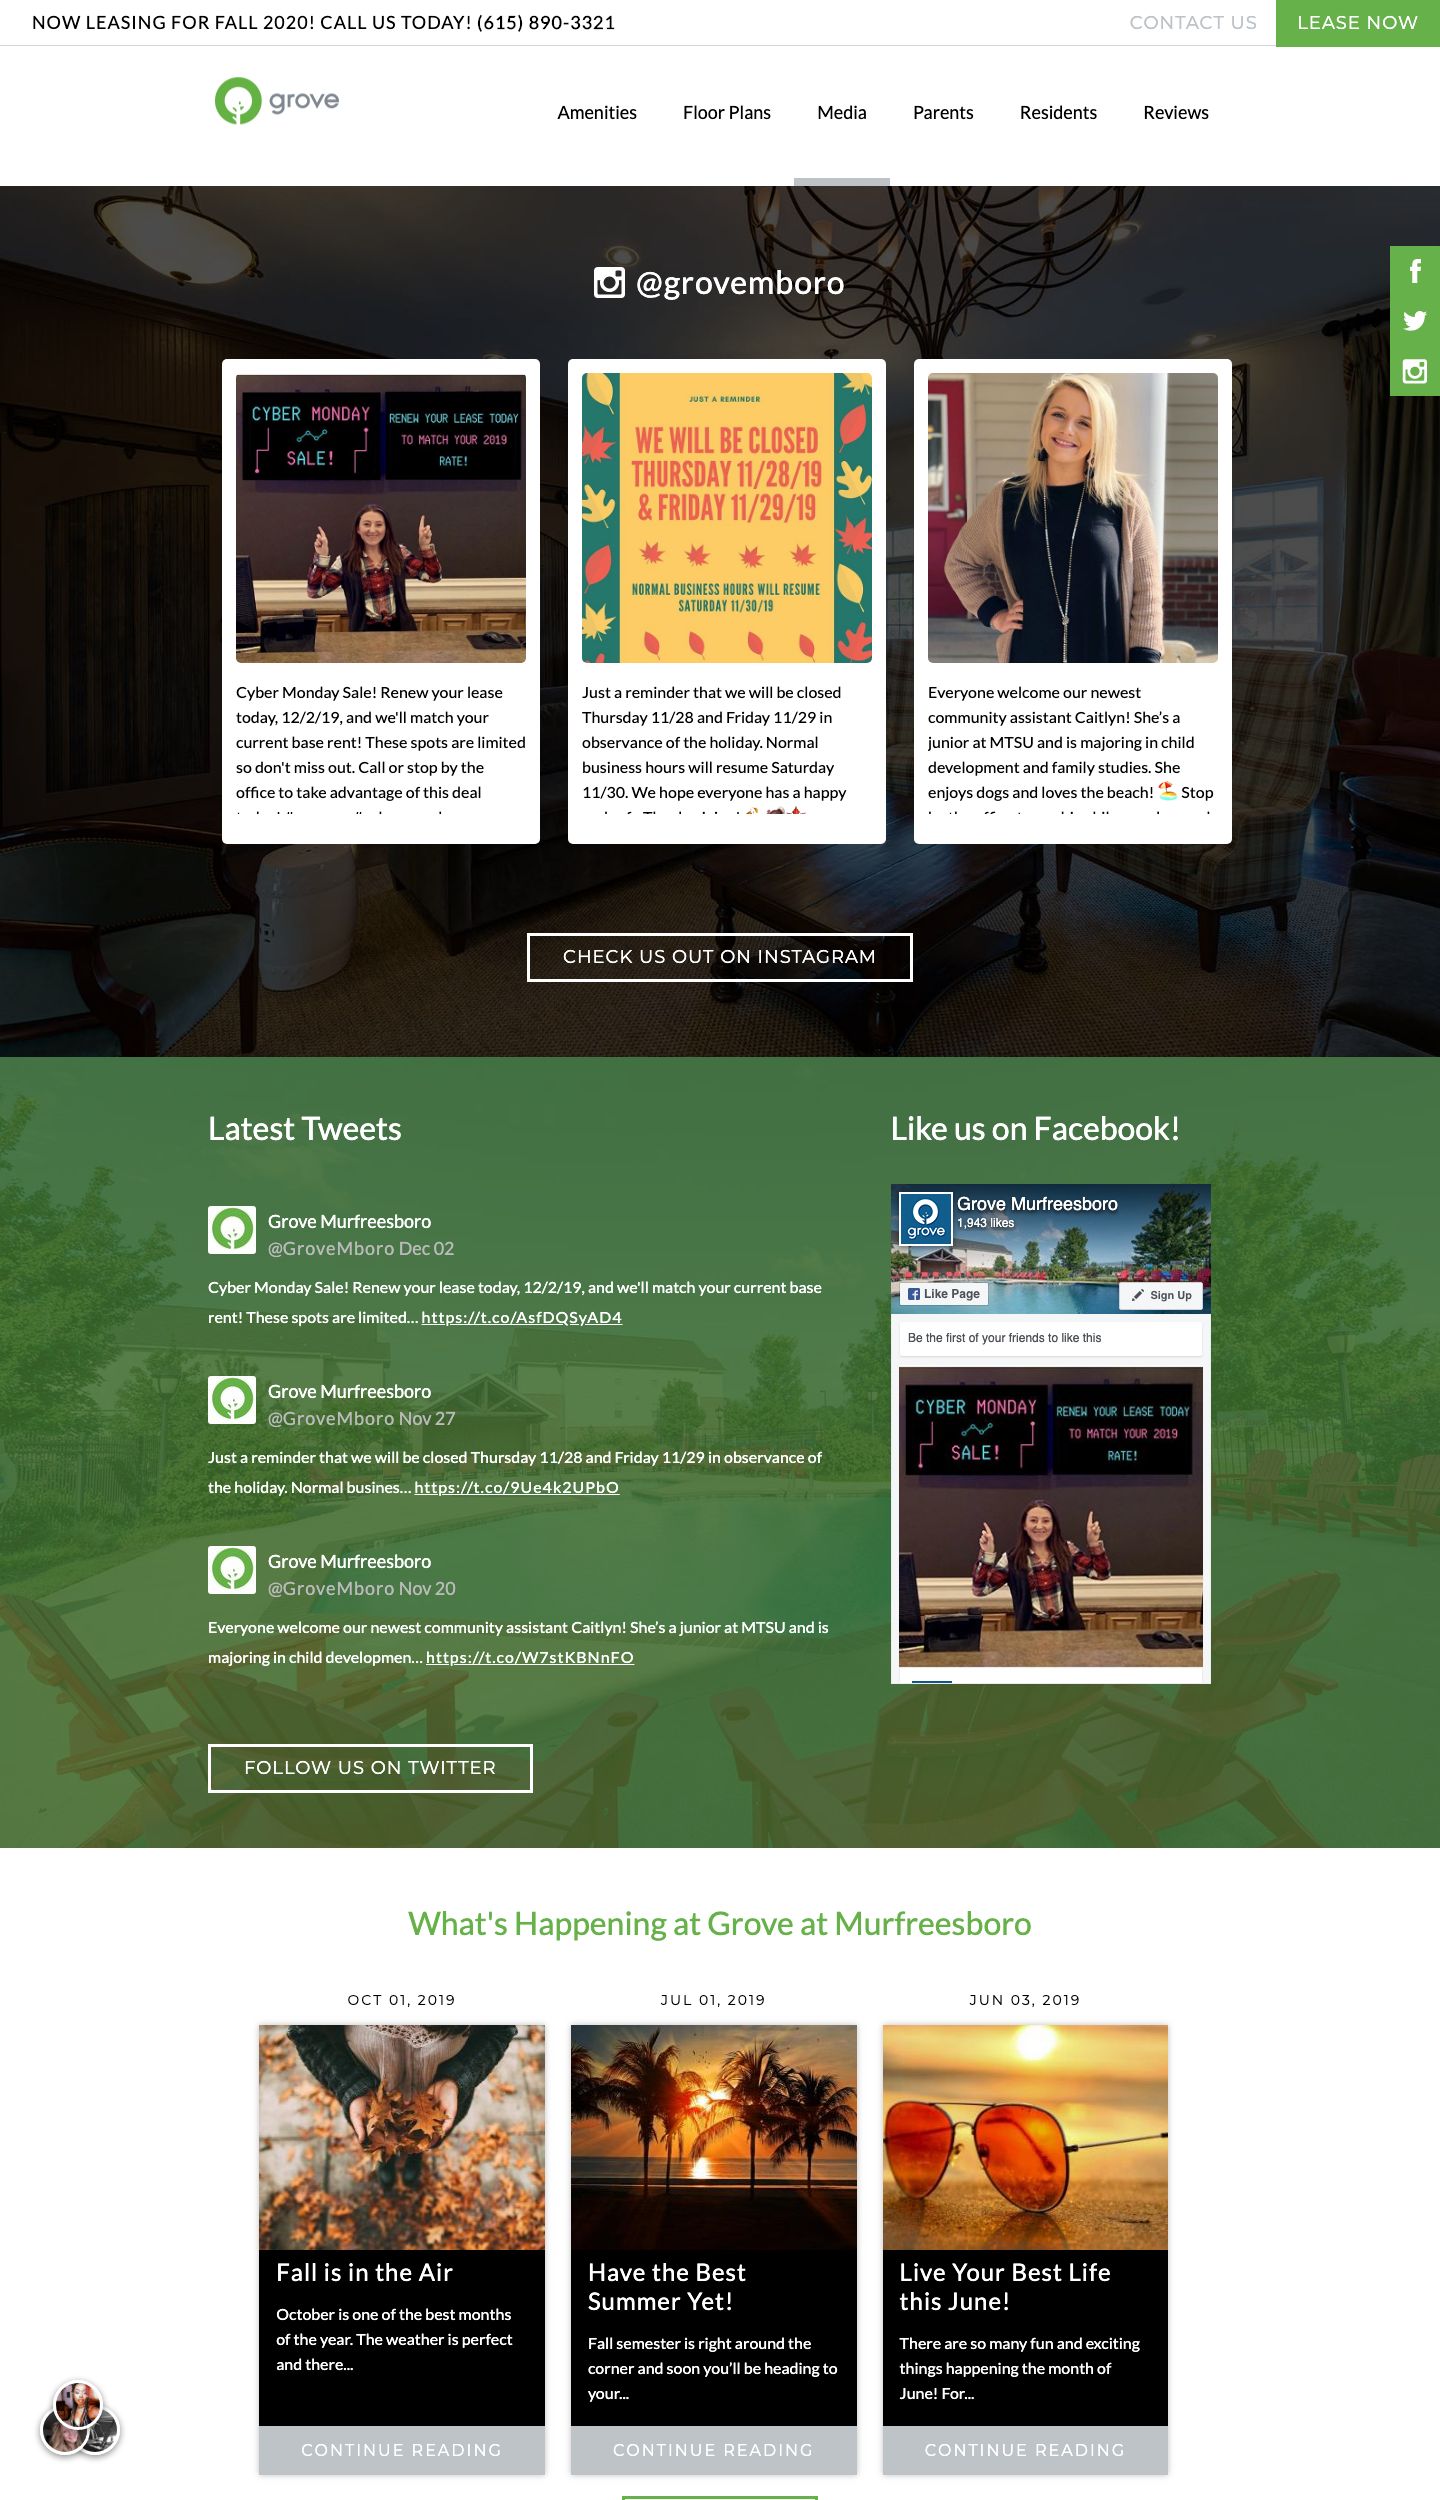 NOW LEASING FOR FALL 2020! CALL US TODAY! (615) 890-3321
CONTACT US
LEASE NOW
grove
Amenities
Floor Plans
Media
Parents
Residents
Reviews
@grovemboro
CYBER MONDAY
SALE!
RENEW YOUR LEASE TODAY
TO MATCH YOUR 2019
RATE!
Cyber Monday Sale! Renew your lease
today, 12/2/19, and we'll match your
current base rent! These spots are limited
so don't miss out. Call or stop by the
office to take advantage of this deal
JUST A REMINDER
WE WILL BE CLOSED
THURSDAY 11/28/19
& FRIDAY 11/29/19
NORMAL BUSINESS HOURS WILL RESUME
SATURDAY 11/30/19
Just a reminder that we will be closed
Thursday 11/28 and Friday 11/29 in
observance of the holiday. Normal
business hours will resume Saturday
11/30. We hope everyone has a happy
Everyone welcome our newest
community assistant Caitlyn! She's a
junior at MTSU and is majoring in child
development and family studies. She
enjoys dogs and loves the beach! 🏖 Stop
CHECK US OUT ON INSTAGRAM
Latest Tweets
Grove Murfreesboro
@GroveMboro Dec 02
Cyber Monday Sale! Renew your lease today, 12/2/19, and we'll match your current base
rent! These spots are limited… https://t.co/AsfDQSyAD4
Grove Murfreesboro
@GroveMboro Nov 27
Just a reminder that we will be closed Thursday 11/28 and Friday 11/29 in observance of
the holiday. Normal busines… https://t.co/9Ue4k2UPbO
Grove Murfreesboro
@GroveMboro Nov 20
Everyone welcome our newest community assistant Caitlyn! She's a junior at MTSU and is
majoring in child developmen… https://t.co/W7stKBNnFO
FOLLOW US ON TWITTER
Like us on Facebook!
grove
Grove Murfreesboro
1,943 likes
Like Page
Sign Up
Be the first of your friends to like this
CYBER MONDAY
SALE!
RENEW YOUR LEASE TODAY
TO MATCH YOUR 2019
RATE!
What's Happening at Grove at Murfreesboro
OCT 01, 2019
Fall is in the Air
October is one of the best months
of the year. The weather is perfect
and there...
CONTINUE READING
JUL 01, 2019
Have the Best
Summer Yet!
Fall semester is right around the
corner and soon you'll be heading to
your...
CONTINUE READING
JUN 03, 2019
Live Your Best Life
this June!
There are so many fun and exciting
things happening the month of
June! For...
CONTINUE READING